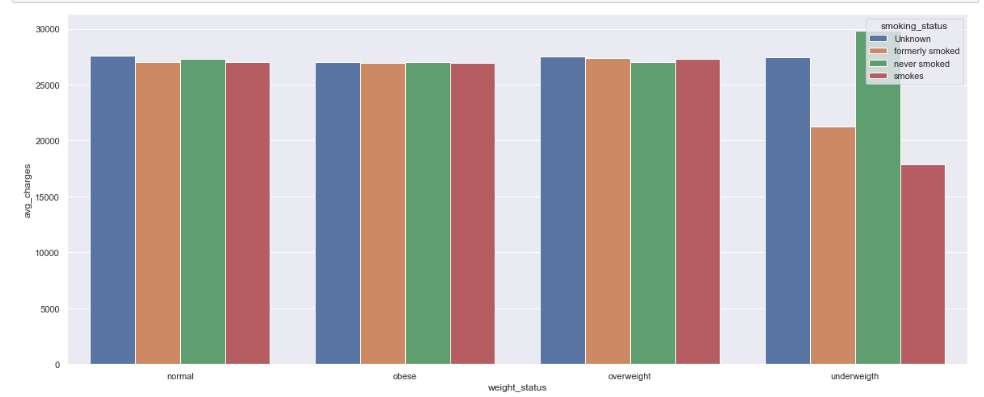 smoking_status
Unknown
formerly smoked
never smoked
smokes
30000
25000
20000
15000
10000
5000
0
avg_charges
normal
obese
overweight
underweigth
weight_status